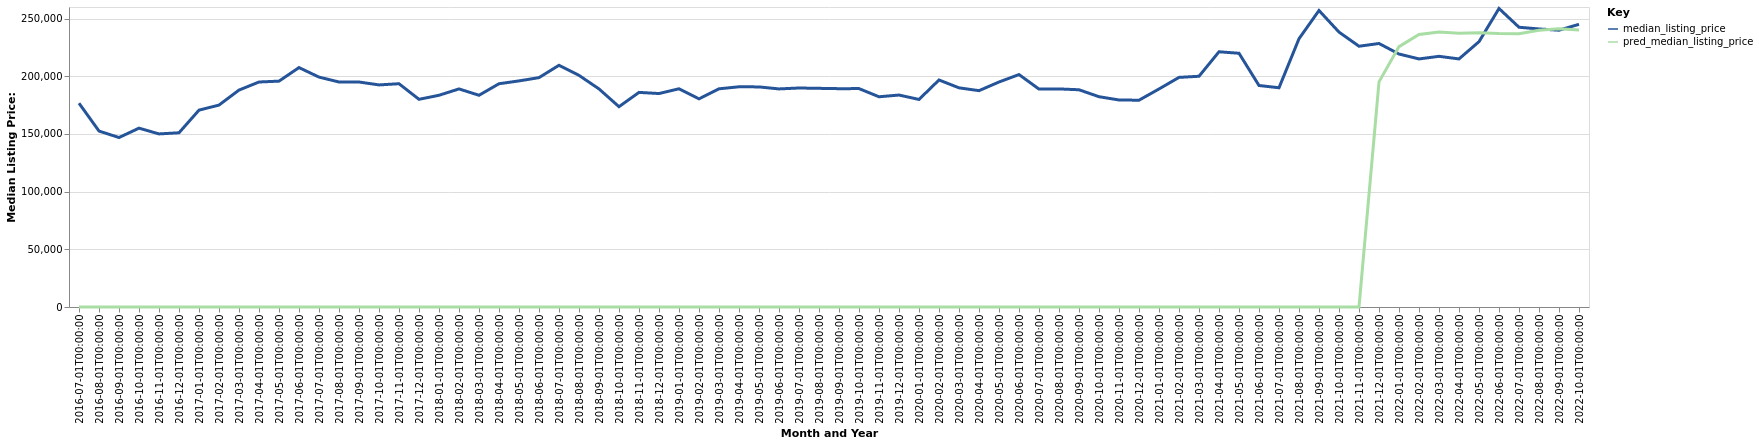 250,000
200,000
150,000
100,000
50,000
0
Median Listing Price:
2016-07-01T00:00:00
2016-08-01T00:00:00
2016-09-01T00:00:00
2016-10-01T00:00:00
2016-11-01T00:00:00
2016-12-01T00:00:00
2017-01-01T00:00:00
2017-02-01T00:00:00
2017-03-01T00:00:00
2017-04-01T00:00:00
2017-05-01T00:00:00
2017-06-01T00:00:00
2017-07-01T00:00:00
2017-08-01T00:00:00
2017-09-01T00:00:00
2017-10-01T00:00:00
2017-11-01T00:00:00
2017-12-01T00:00:00
2018-01-01T00:00:00
2018-02-01T00:00:00
2018-03-01T00:00:00
2018-04-01T00:00:00
2018-05-01T00:00:00
2018-06-01T00:00:00
2018-07-01T00:00:00
2018-08-01T00:00:00
2018-09-01T00:00:00
2018-10-01T00:00:00
2018-11-01T00:00:00
2018-12-01T00:00:00
2019-01-01T00:00:00
2019-02-01T00:00:00
2019-03-01T00:00:00
2019-04-01T00:00:00
2019-05-01T00:00:00
2019-06-01T00:00:00
2019-07-01T00:00:00
2019-08-01T00:00:00
2019-09-01T00:00:00
2019-10-01T00:00:00
2019-11-01T00:00:00
2019-12-01T00:00:00
2020-01-01T00:00:00
2020-02-01T00:00:00
2020-03-01T00:00:00
2020-04-01T00:00:00
2020-05-01T00:00:00
2020-06-01T00:00:00
2020-07-01T00:00:00
2020-08-01T00:00:00
2020-09-01T00:00:00
2020-10-01T00:00:00
2020-11-01T00:00:00
2020-12-01T00:00:00
2021-01-01T00:00:00
2021-02-01T00:00:00
2021-03-01T00:00:00
2021-04-01T00:00:00
2021-05-01T00:00:00
2021-06-01T00:00:00
2021-07-01T00:00:00
2021-08-01T00:00:00
2021-09-01T00:00:00
2021-10-01T00:00:00
2021-11-01T00:00:00
2021-12-01T00:00:00
2022-01-01T00:00:00
2022-02-01T00:00:00
2022-03-01T00:00:00
2022-04-01T00:00:00
2022-05-01T00:00:00
2022-06-01T00:00:00
2022-07-01T00:00:00
2022-08-01T00:00:00
2022-09-01T00:00:00
2022-10-01T00:00:00
Month and Year
Key
median_listing_price
pred_median_listing_price